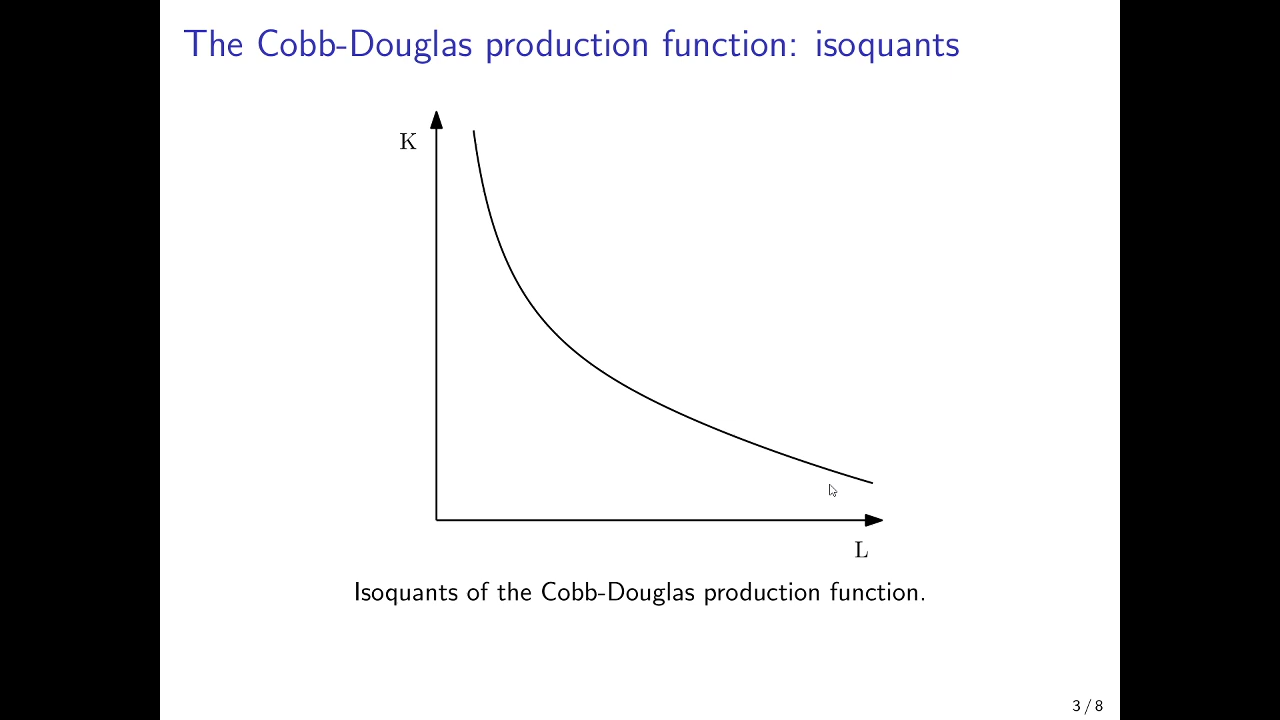 The Cobb-Douglas production function: isoquants
K
L
Isoquants of the Cobb-Douglas production function.
3 / 8